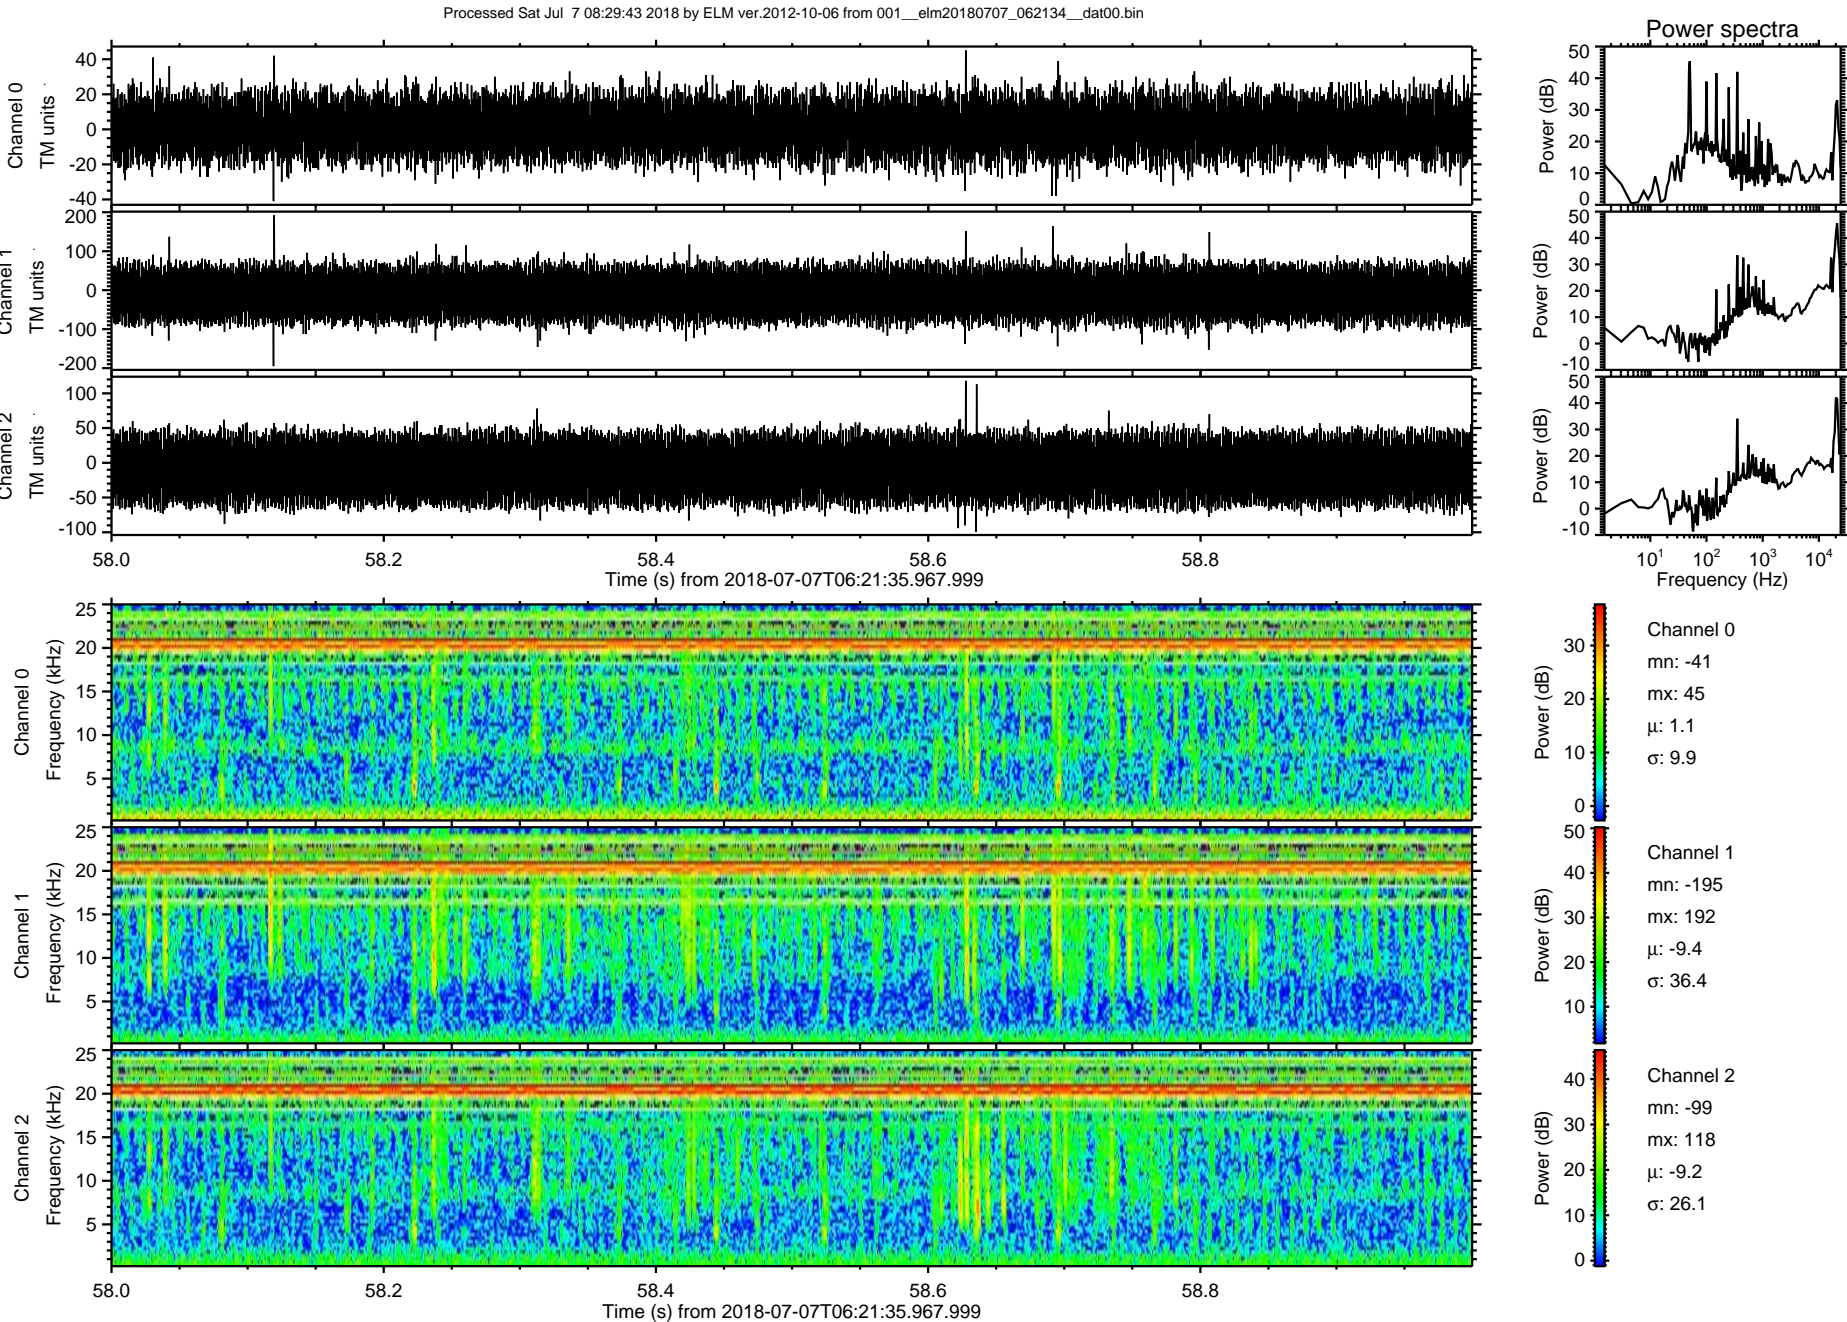 Processed Sat Jul 7 08:29:43 2018 by ELM ver.2012-10-06 from 001__elm20180707_062134__dat00.bin
Power spectra
Channel 0
TM units
40
20
0
-20
-40
Power (dB)
50
40
30
20
10
0
Channel 1
TM units
200
100
0
-100
-200
Power (dB)
50
40
30
20
10
0
-10
Channel 2
TM units
100
50
0
-50
-100
Power (dB)
50
40
30
20
10
0
-10
58.0 58.2 58.4 58.6 58.8
Time (s) from 2018-07-07T06:21:35.967.999
10¹ 10² 10³ 10⁴
Frequency (Hz)
Channel 0
Frequency (kHz)
25
20
15
10
5
Power (dB)
30
20
10
0
Channel 0
mn: -41
mx: 45
μ: 1.1
σ: 9.9
Channel 1
Frequency (kHz)
25
20
15
10
5
Power (dB)
50
40
30
20
10
Channel 1
mn: -195
mx: 192
μ: -9.4
σ: 36.4
Channel 2
Frequency (kHz)
25
20
15
10
5
Power (dB)
40
30
20
10
0
Channel 2
mn: -99
mx: 118
μ: -9.2
σ: 26.1
58.0 58.2 58.4 58.6 58.8
Time (s) from 2018-07-07T06:21:35.967.999